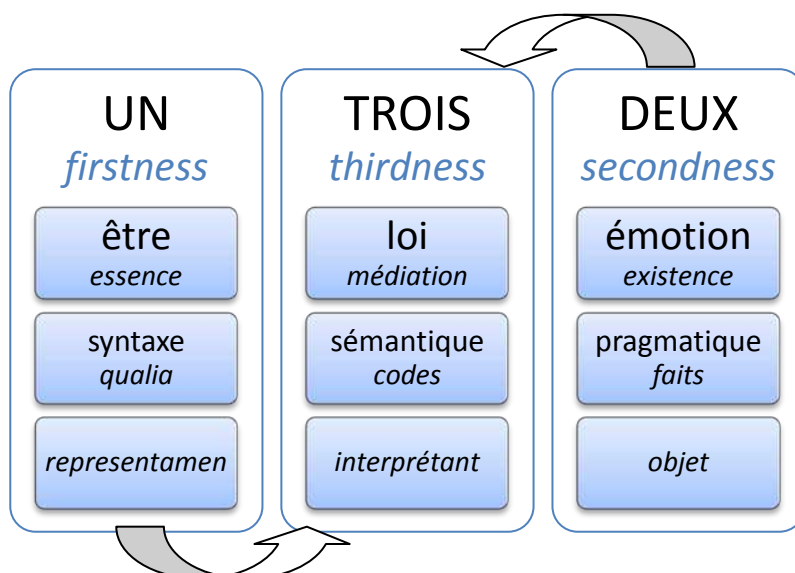 UN
firstness
être
essence
syntaxe
qualia
representamen
TROIS
thirdness
loi
médiation
sémantique
codes
interprétant
DEUX
secondness
émotion
existence
pragmatique
faits
objet